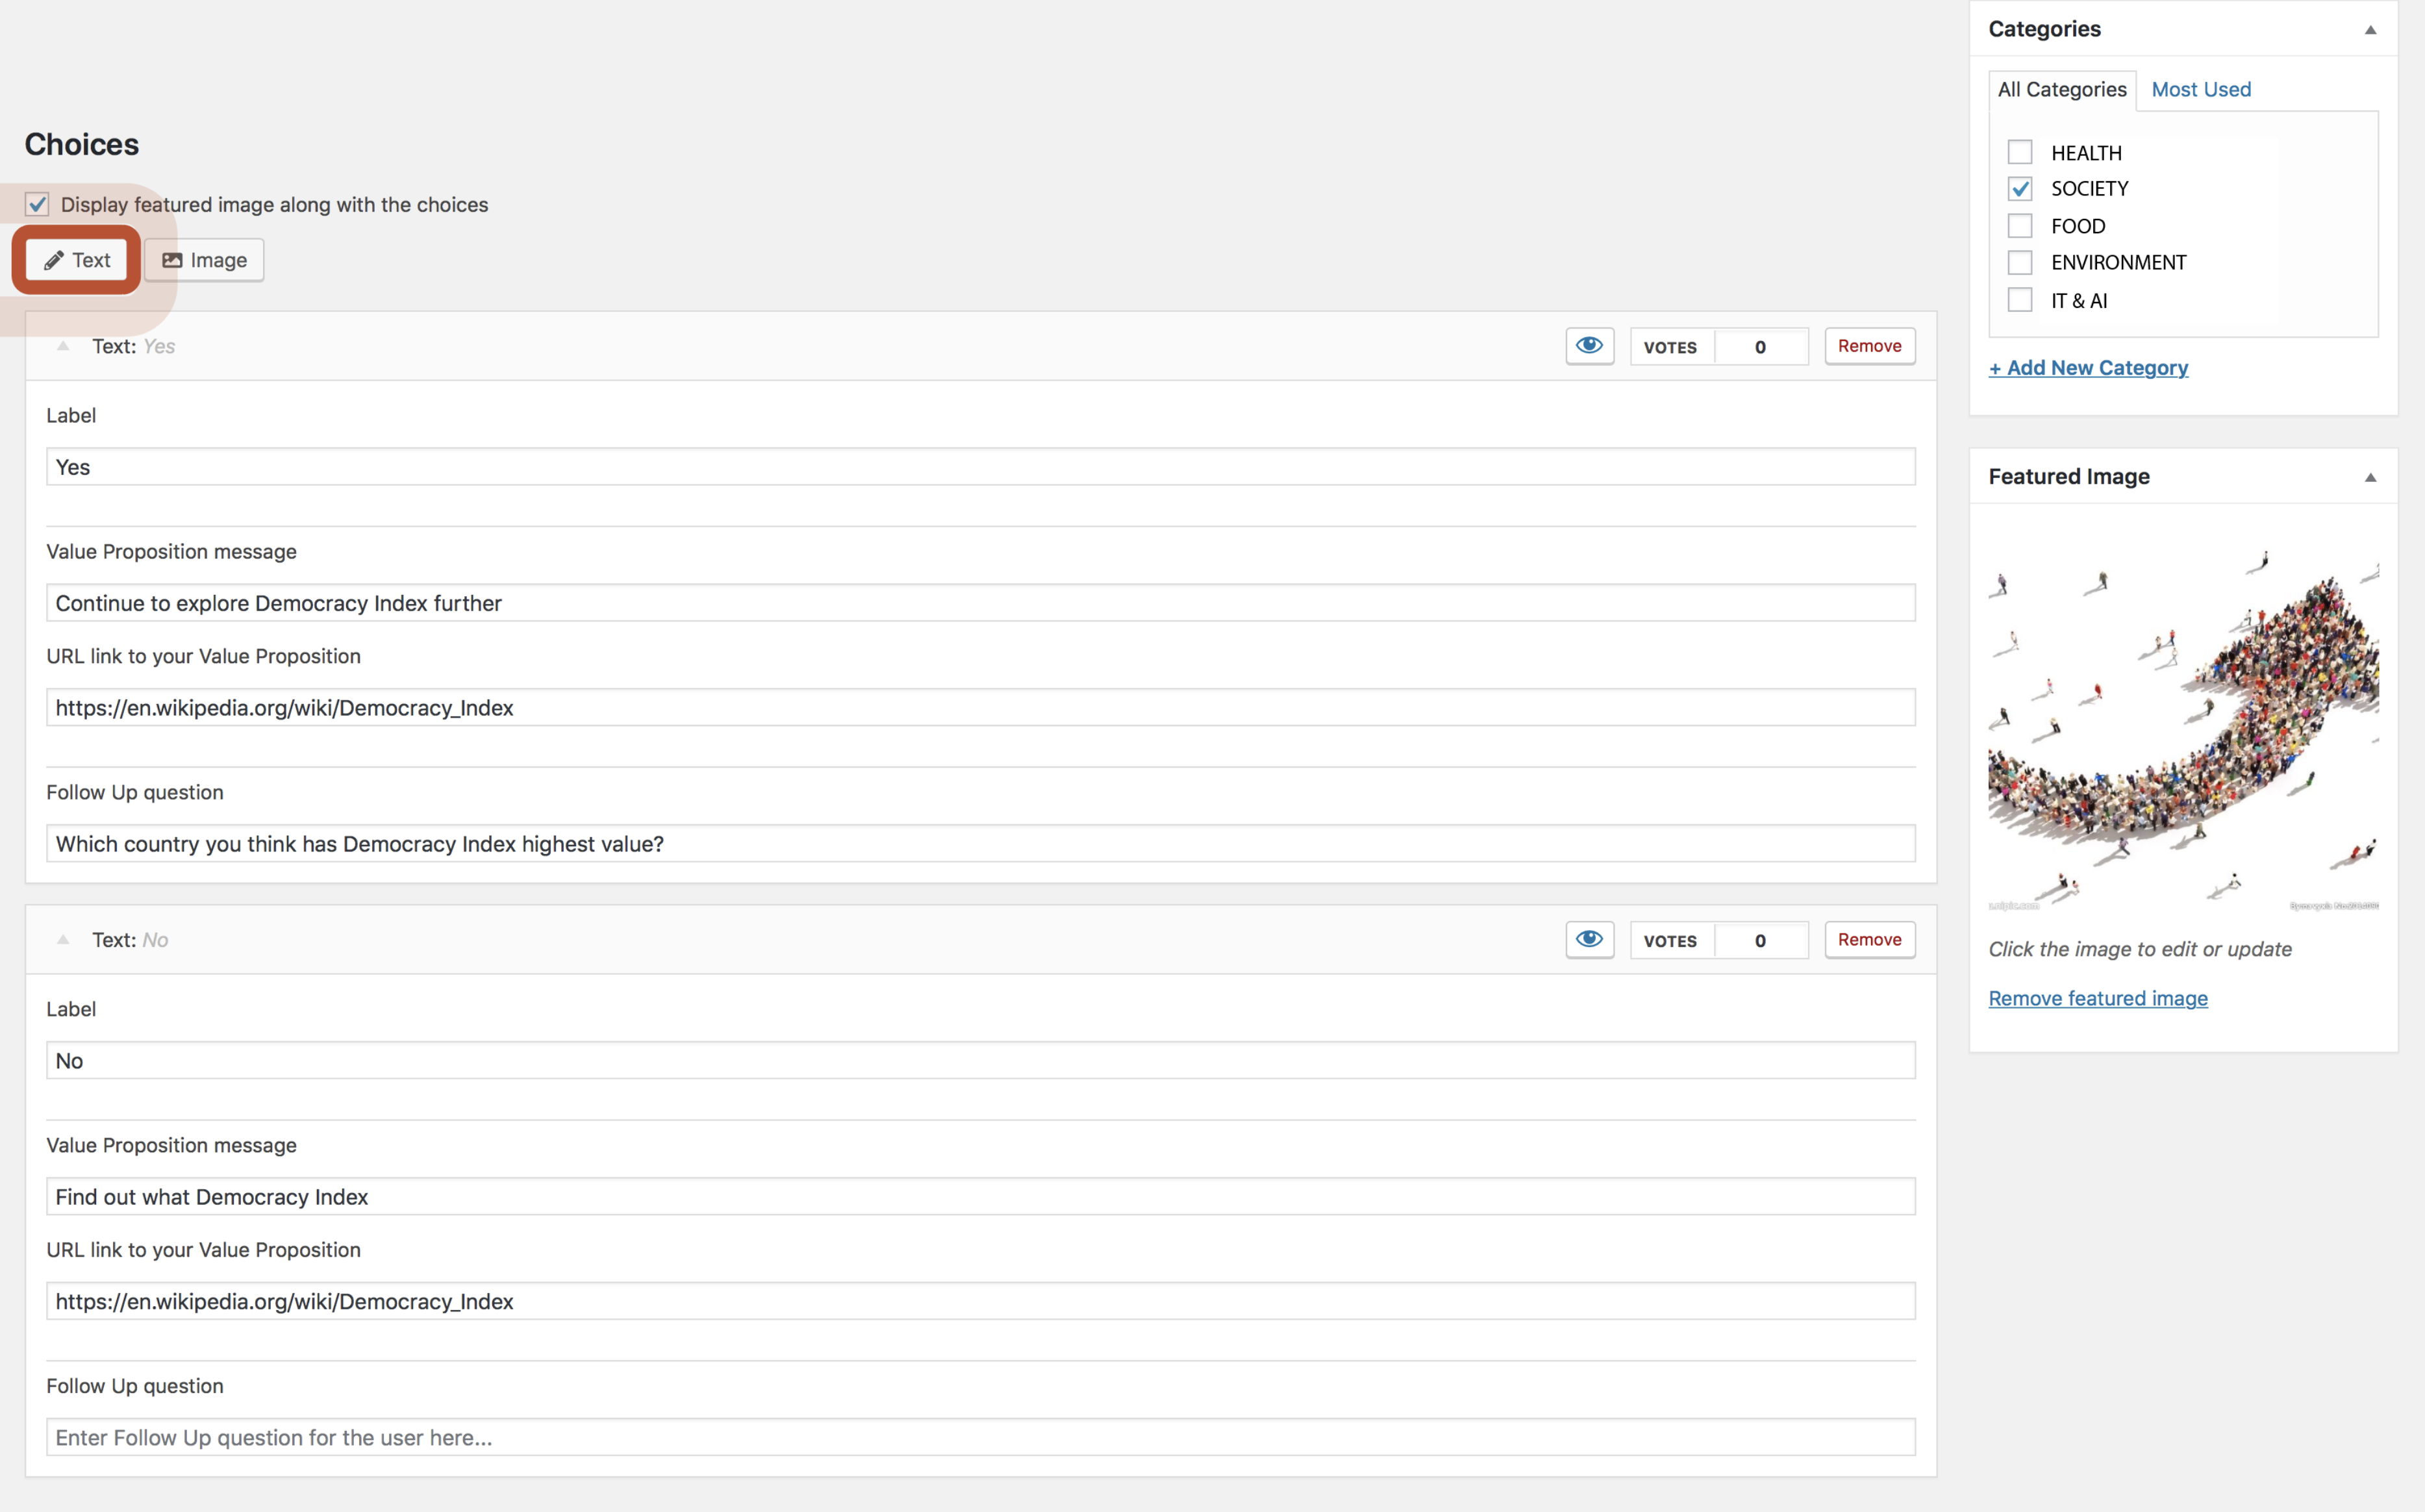 Choices
Display featured image along with the choices
Text
Image
Text: Yes
VOTES 0
Remove
Label
Yes
Value Proposition message
Continue to explore Democracy Index further
URL link to your Value Proposition
https://en.wikipedia.org/wiki/Democracy_Index
Follow Up question
Which country you think has Democracy Index highest value?
Text: No
VOTES 0
Remove
Label
No
Value Proposition message
Find out what Democracy Index
URL link to your Value Proposition
https://en.wikipedia.org/wiki/Democracy_Index
Follow Up question
Enter Follow Up question for the user here...
Categories
All Categories
Most Used
HEALTH
SOCIETY
FOOD
ENVIRONMENT
IT & AI
+ Add New Category
Featured Image
Click the image to edit or update
Remove featured image